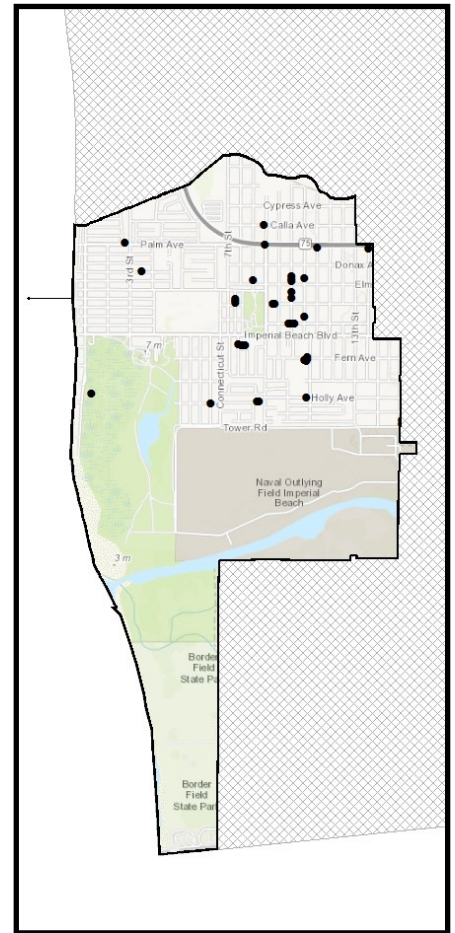 Cypress Ave
Calla Ave
75
Palm Ave
7th St
3rd St
Donax A
Elm
13th St
Imperial Beach Blvd
7 m
Fern Ave
Connecticut St
Holly Ave
Tower Rd
Naval Outlying
Field Imperial
Beach
3 m
Border
Field
State Pa
Border
Field
State Par